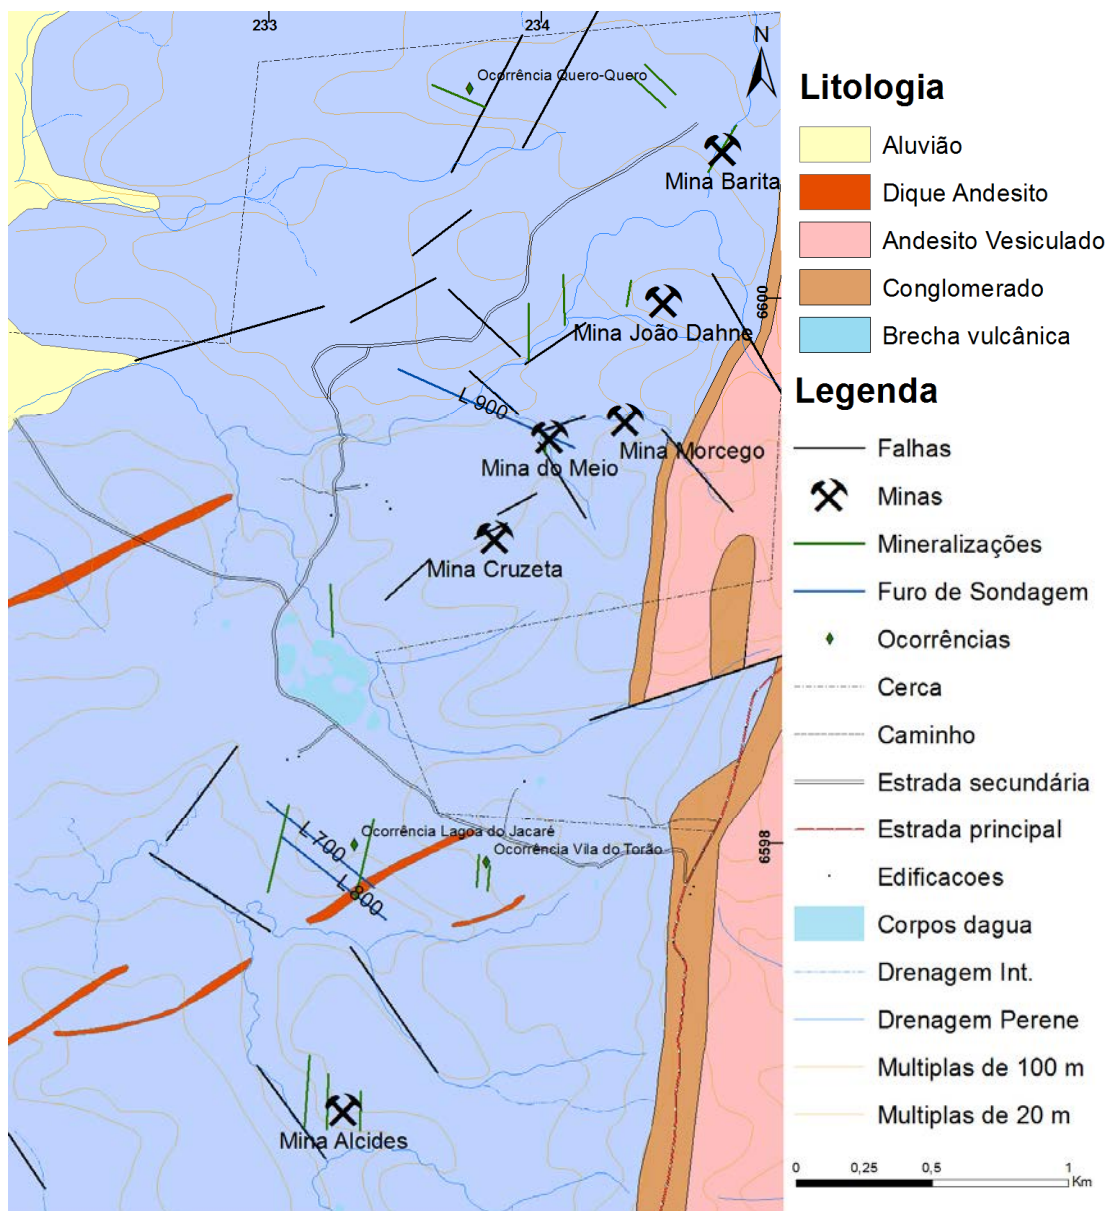 233
234
N
Ocorrência Quero-Quero
Mina Barita
6600
Mina João Dahne
L 900
Mina Morcego
Mina do Meio
Mina Cruzeta
L 700
Ocorrência Lagoa do Jacaré
Ocorrência Vila do Torão
6598
L 800
Mina Alcides
Litologia
Aluvião
Dique Andesito
Andesito Vesiculado
Conglomerado
Brecha vulcânica
Legenda
Falhas
Minas
Mineralizações
Furo de Sondagem
Ocorrências
Cerca
Caminho
Estrada secundária
Estrada principal
Edificacoes
Corpos dagua
Drenagem Int.
Drenagem Perene
Multiplas de 100 m
Multiplas de 20 m
0 0,25 0,5 1
Km